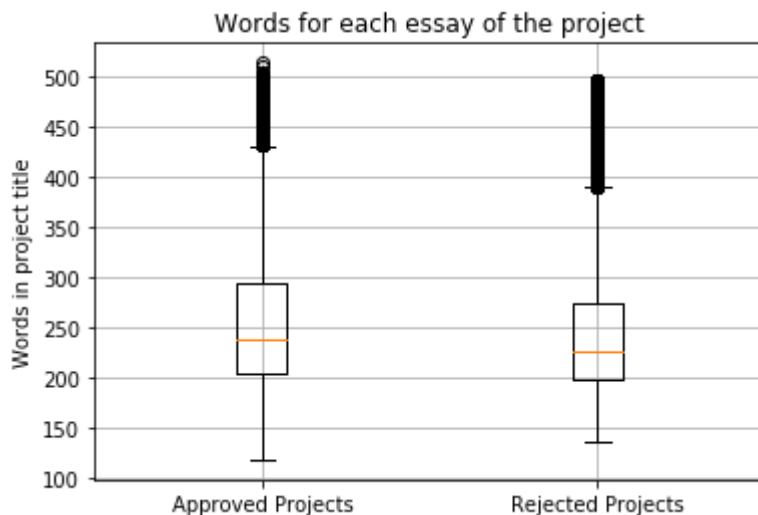 Words for each essay of the project
Words in project title
500
450
400
350
300
250
200
150
100
Approved Projects
Rejected Projects